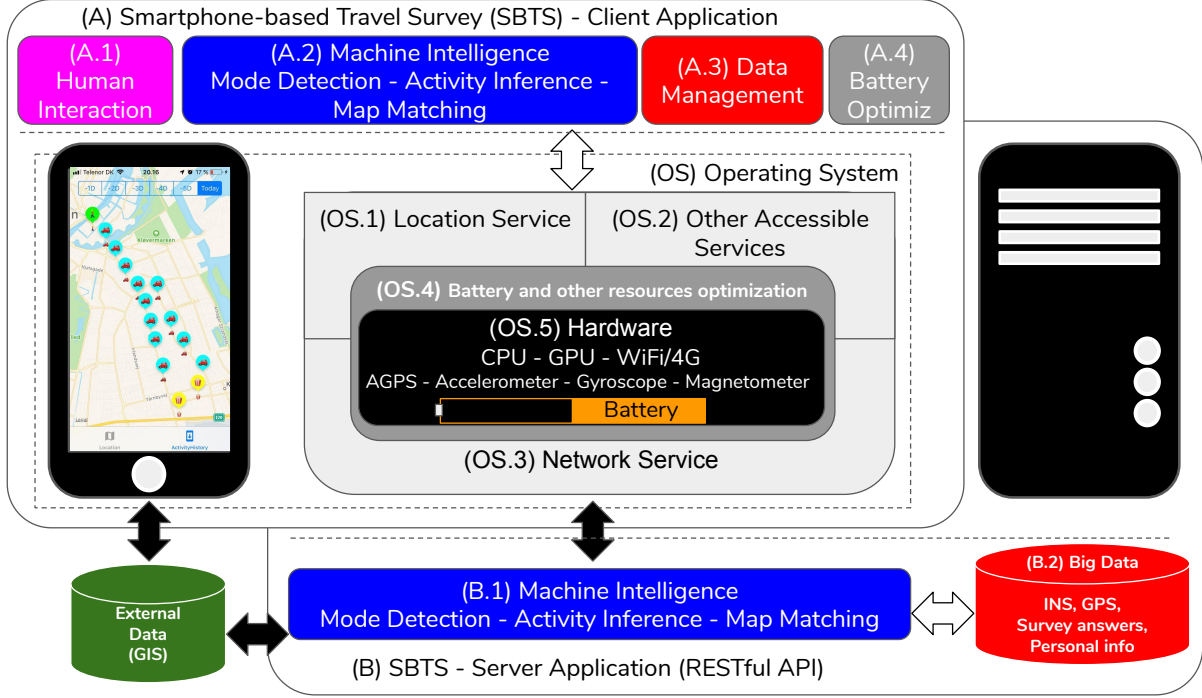 (A) Smartphone-based Travel Survey (SBTS) - Client Application
(A.1)
Human
Interaction
(A.2) Machine Intelligence
Mode Detection - Activity Inference -
Map Matching
(A.3) Data
Management
(A.4)
Battery
Optimiz
Telenor DK
20.16
17 %
-1D
-2D
-3D
-4D
-5D
Today
Kløvermarken
Location
ActivityHistory
(OS) Operating System
(OS.1) Location Service
(OS.2) Other Accessible
Services
(OS.4) Battery and other resources optimization
(OS.5) Hardware
CPU - GPU - WiFi/4G
AGPS - Accelerometer - Gyroscope - Magnetometer
Battery
(OS.3) Network Service
External
Data
(GIS)
(B.1) Machine Intelligence
Mode Detection - Activity Inference - Map Matching
(B.2) Big Data
INS, GPS,
Survey answers,
Personal info
(B) SBTS - Server Application (RESTful API)